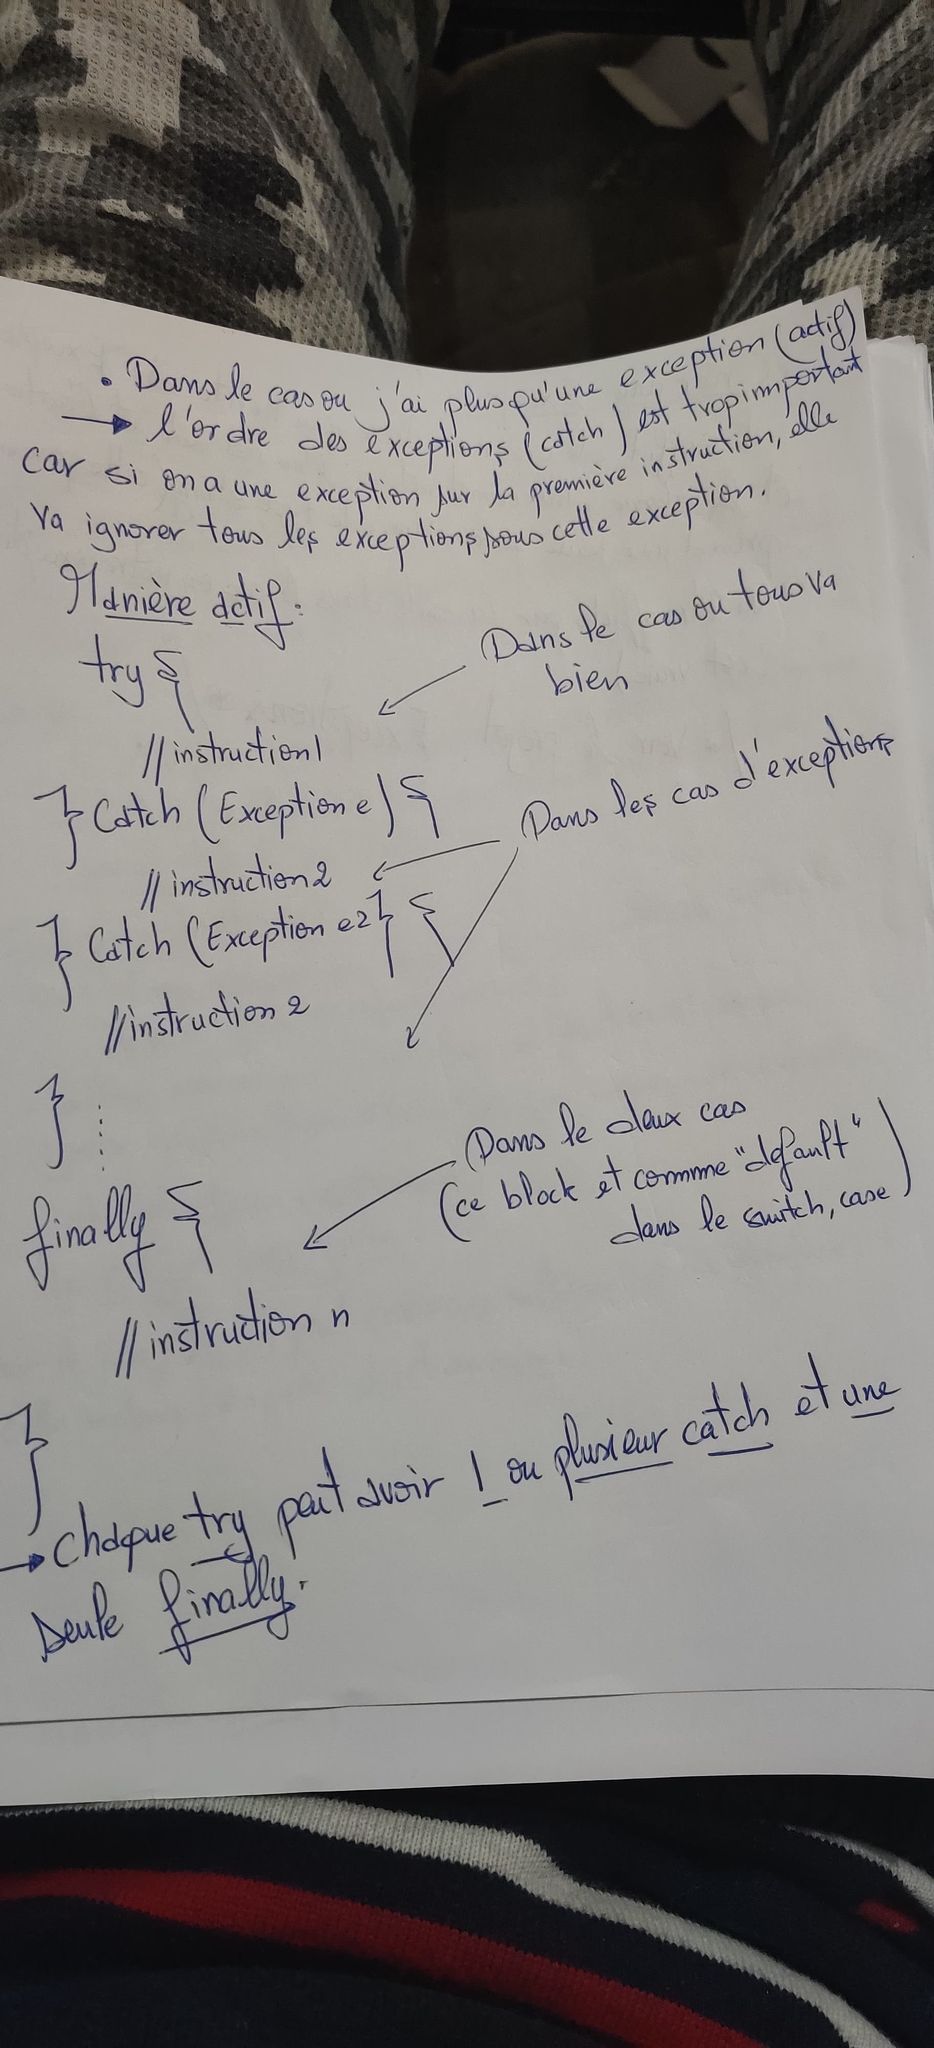 • Dans le cas ou j'ai plus qu'une exception (actif)
→ l'ordre des exceptions (catch) est trop important
car si on a une exception sur la première instruction, elle
va ignorer tous les exceptions sous cette exception.
Manière actif:
try {
Dans le cas ou tous va
bien
//instruction1
} Catch (Exception e) {
Dans les cas d'exceptions
//instruction2
} Catch (Exception e2} {
//instruction 2
} .....
Dans le deux cas
(ce block et comme "default"
dans le switch, case)
finally {
//instruction n
}
→ Chaque try peut avoir 1 ou plusieur catch et une
seule finally.